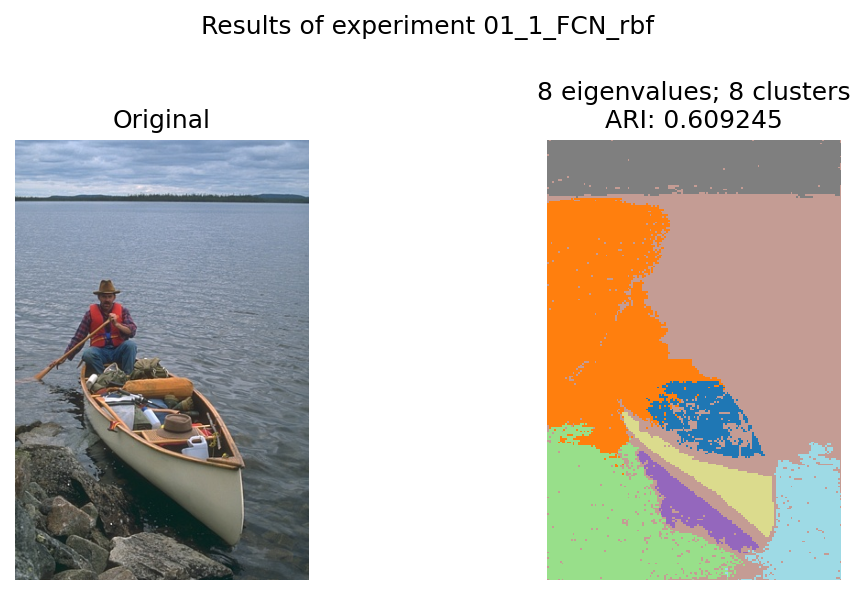 Results of experiment 01_1_FCN_rbf
Original
8 eigenvalues; 8 clusters
ARI: 0.609245